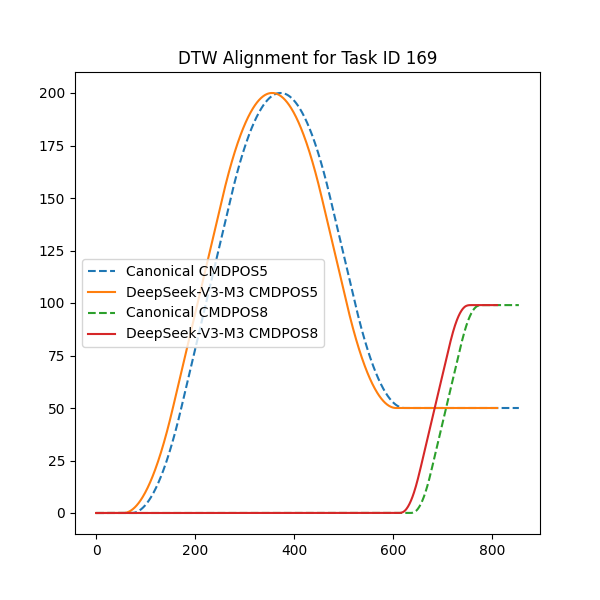 DTW Alignment for Task ID 169
200
175
150
125
100
75
50
25
0
Canonical CMDPOS5
DeepSeek-V3-M3 CMDPOS5
Canonical CMDPOS8
DeepSeek-V3-M3 CMDPOS8
0 200 400 600 800